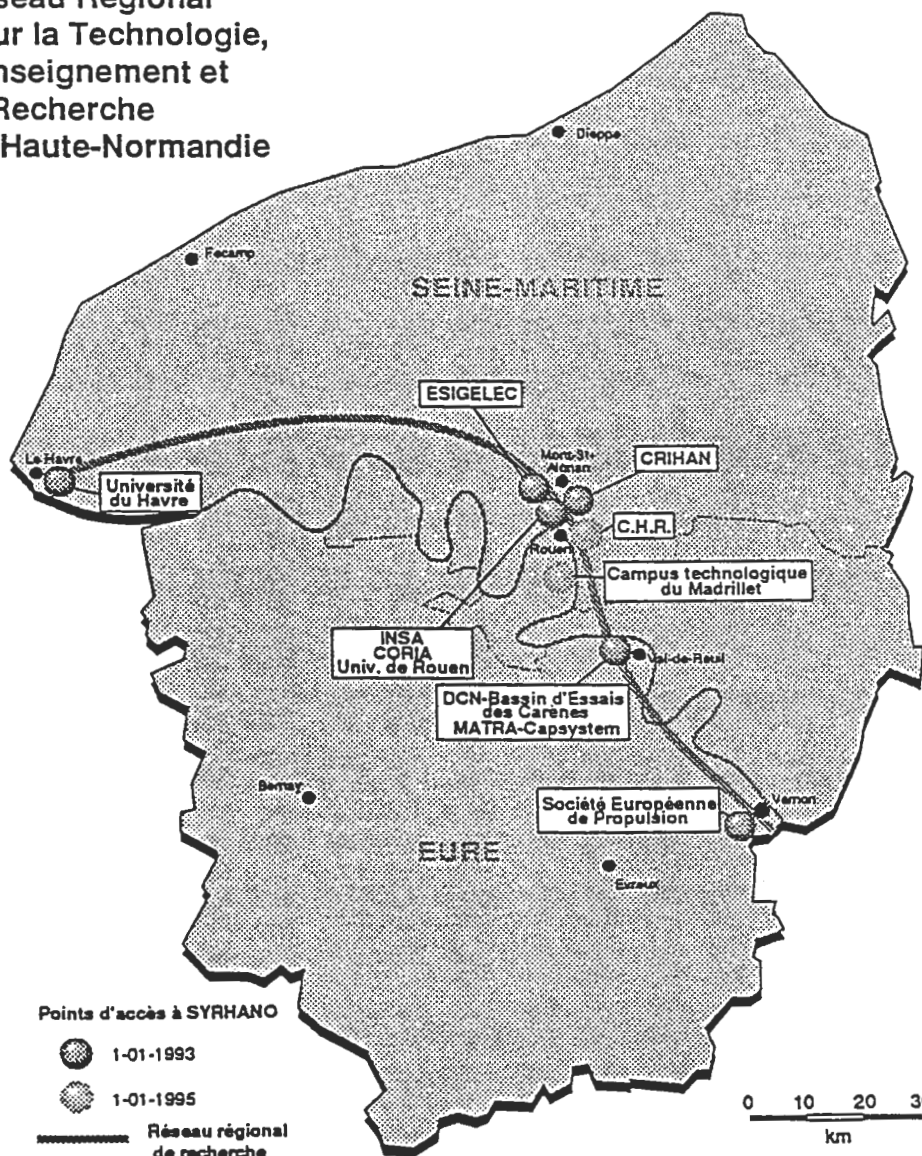 seau Régional
ur la Technologie,
nseignement et
Recherche
Haute-Normandie
Dieppe
Fecamp
SEINE-MARITIME
ESIGELEC
Le Havre
Université
du Havre
Mont-St-
Aignan
CRIHAN
C.H.R.
Rouen
Campus technologique
du Madrillet
INSA
CORIA
Univ. de Rouen
Val-de-Reuil
DCN-Bassin d'Essais
des Carènes
MATRA-Capsystem
Bernay
Société Européenne
de Propulsion
Vernon
EURE
Evreux
Points d'accès à SYRHANO
1-01-1993
1-01-1995
Réseau régional
de recherche
0 10 20 3
km